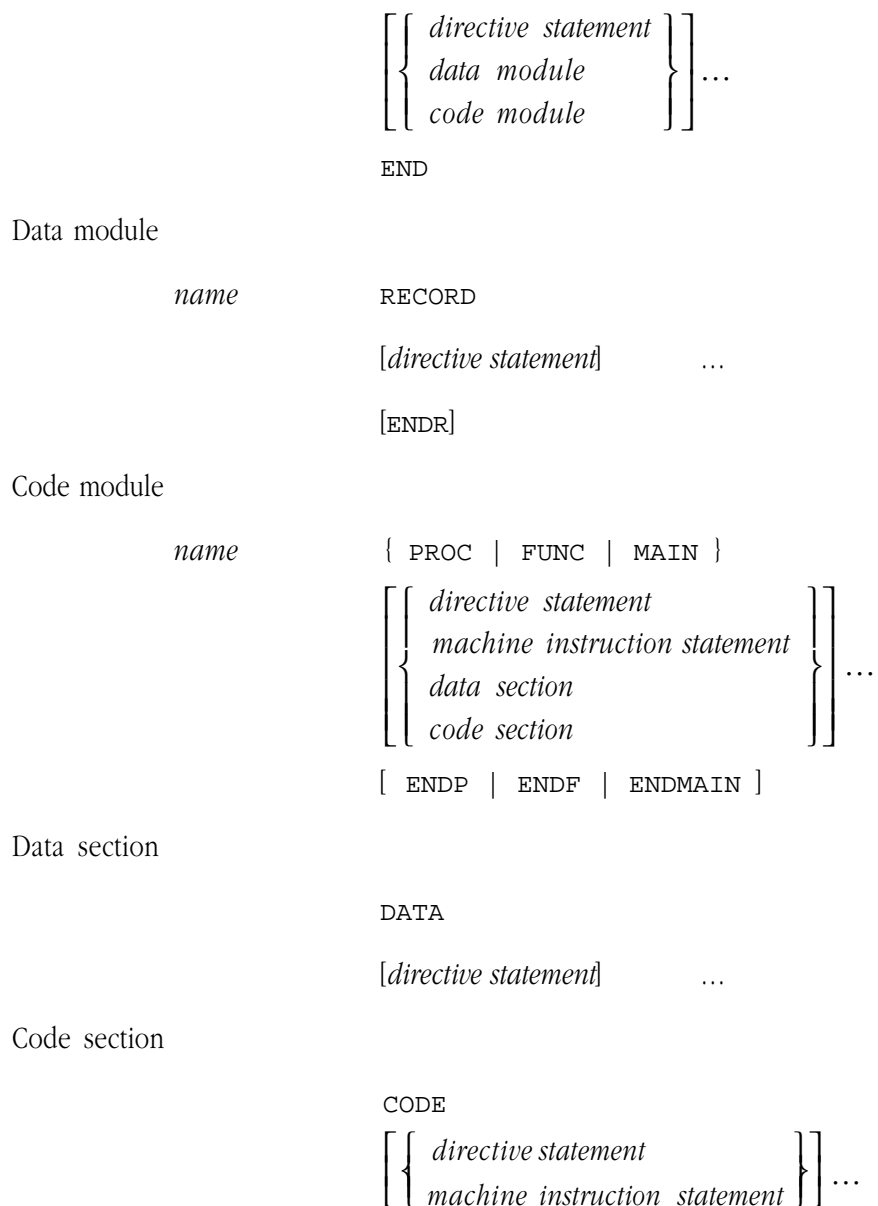 directive statement
data module
code module
...
END
Data module
name RECORD
[directive statement] ...
[ENDR]
Code module
name { PROC | FUNC | MAIN }
directive statement
machine instruction statement
data section
code section
...
[ ENDP | ENDF | ENDMAIN ]
Data section
DATA
[directive statement] ...
Code section
CODE
directive statement
machine instruction statement
...